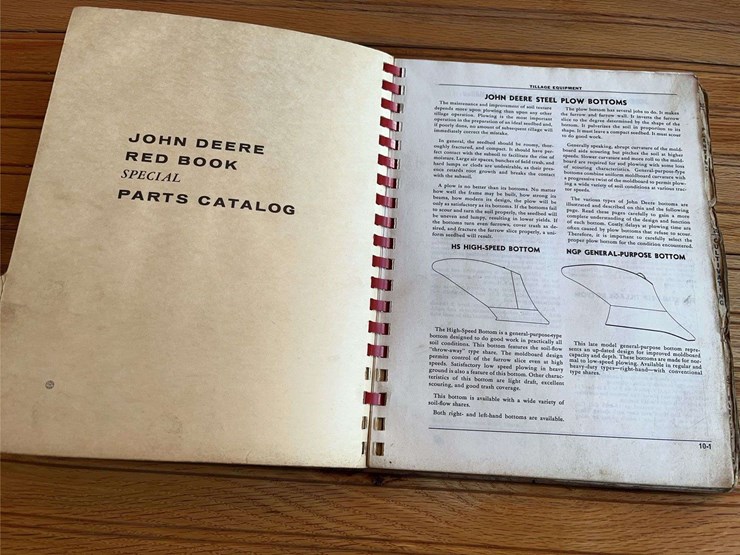 JOHN DEERE
RED BOOK
SPECIAL
PARTS CATALOG
TILLAGE EQUIPMENT
JOHN DEERE STEEL PLOW BOTTOMS
The maintenance and improvement of soil texture
depends more upon plowing than upon any other
tillage operation. Plowing is the most important
operation in the preparation of an ideal seedbed and,
if poorly done, no amount of subsequent tillage will
immediately correct the mistake.
In general, the seedbed should be roomy, thor-
oughly fractured, and compact. It should have per-
fect contact with the subsoil to facilitate the rise of
moisture. Large air spaces, bunches of field trash, and
hard lumps or clods are undesirable, as their pres-
ence retards root growth and breaks the contact
with the subsoil.
A plow is no better than its bottoms. No matter
how well the frame may be built, how strong its
beams, how modern its design, the plow will be
only as satisfactory as its bottoms. If the bottoms fail
to scour and turn the soil properly, the seedbed will
be uneven and lumpy, resulting in lower yields. If
the bottoms turn even furrows, cover trash as de-
sired, and fracture the furrow slice properly, a uni-
form seedbed will result.
HS HIGH-SPEED BOTTOM
The High-Speed Bottom is a general-purpose-type
bottom designed to do good work in practically all
soil conditions. This bottom features the soil-flow
"throw-away" type share. The moldboard design
permits control of the furrow slice even at high
speeds. Satisfactory low speed plowing in heavy
ground is also a feature of this bottom. Other charac-
teristics of this bottom are light draft, excellent
scouring, and good trash coverage.
This bottom is available with a wide variety of
soil-flow shares.
Both right- and left-hand bottoms are available.
The plow bottom has several jobs to do. It makes
the furrow and furrow wall. It inverts the furrow
slice to the degree determined by the shape of the
bottom. It pulverizes the soil in proportion to its
shape. It must leave a compact seedbed. It must scour
to do good work.
Generally speaking, abrupt curvature of the mold-
board aids scouring but pitches the soil at higher
speeds. Slower curvature and more roll to the mold-
board are required for sod plowing with some loss
of scouring characteristics. General-purpose-type
bottoms combine uniform moldboard curvature with
a progressive twist of the moldboard to permit plow-
ing a wide variety of soil conditions at various trac-
tor speeds.
The various types of John Deere bottoms are
illustrated and described on this and the following
page. Read these pages carefully to gain a more
complete understanding of the design and function
of each bottom. Costly delays at plowing time are
often caused by plow bottoms that refuse to scour.
Therefore, it is important to carefully select the
proper plow bottom for the condition encountered.
NGP GENERAL-PURPOSE BOTTOM
This late model general-purpose bottom repre-
sents an up-dated design for improved moldboard
capacity and depth. These bottoms are made for nor-
mal to low-speed plowing. Available in regular and
heavy-duty types—right-hand—with conventional
type shares.
10-1